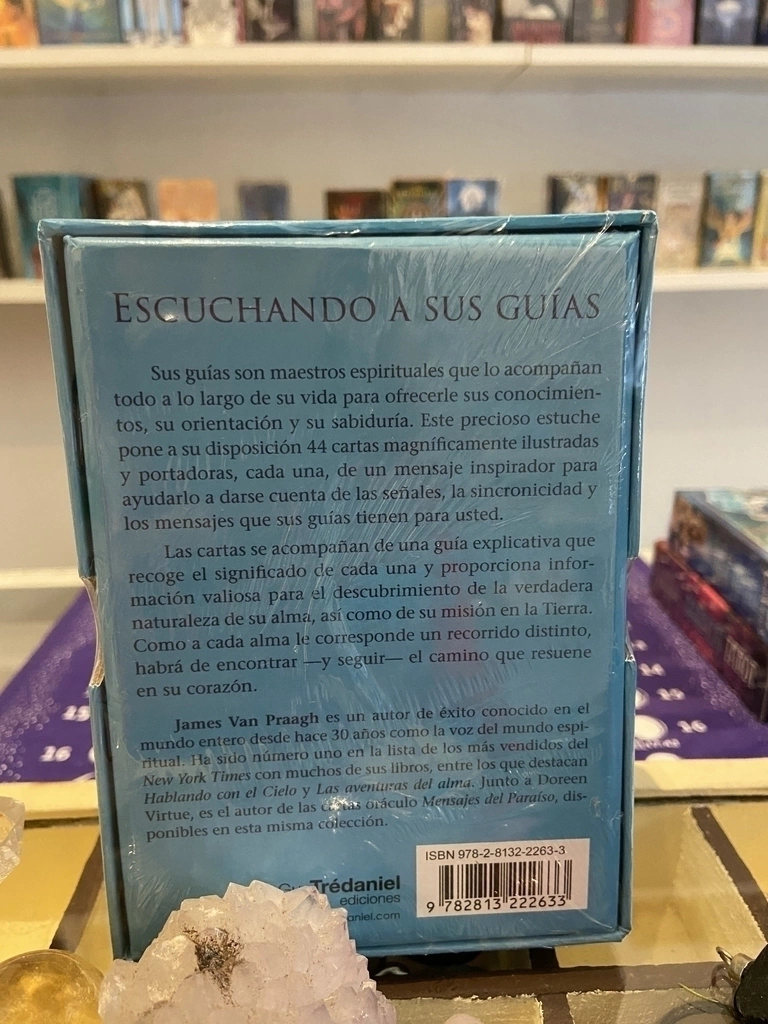 ESCUCHANDO A SUS GUÍAS
Sus guías son maestros espirituales que lo acompañan
todo a lo largo de su vida para ofrecerle sus conocimien-
tos, su orientación y su sabiduría. Este precioso estuche
pone a su disposición 44 cartas magníficamente ilustradas
y portadoras, cada una, de un mensaje inspirador para
ayudarlo a darse cuenta de las señales, la sincronicidad y
los mensajes que sus guías tienen para usted.
Las cartas se acompañan de una guía explicativa que
recoge el significado de cada una y proporciona infor-
mación valiosa para el descubrimiento de la verdadera
naturaleza de su alma, así como de su misión en la Tierra.
Como a cada alma le corresponde un recorrido distinto,
habrá de encontrar —y seguir— el camino que resuene
en su corazón.
James Van Praagh es un autor de éxito conocido en el
mundo entero desde hace 30 años como la voz del mundo espi-
ritual. Ha sido número uno en la lista de los más vendidos del
New York Times con muchos de sus libros, entre los que destacan
Hablando con el Cielo y Las aventuras del alma. Junto a Doreen
Virtue, es el autor de las cartas oráculo Mensajes del Paraíso, dis-
ponibles en esta misma colección.
ISBN 978-2-8132-2263-3
9 782813 222633
Trédaniel
ediciones
aniel.com
15
16
14
15
16